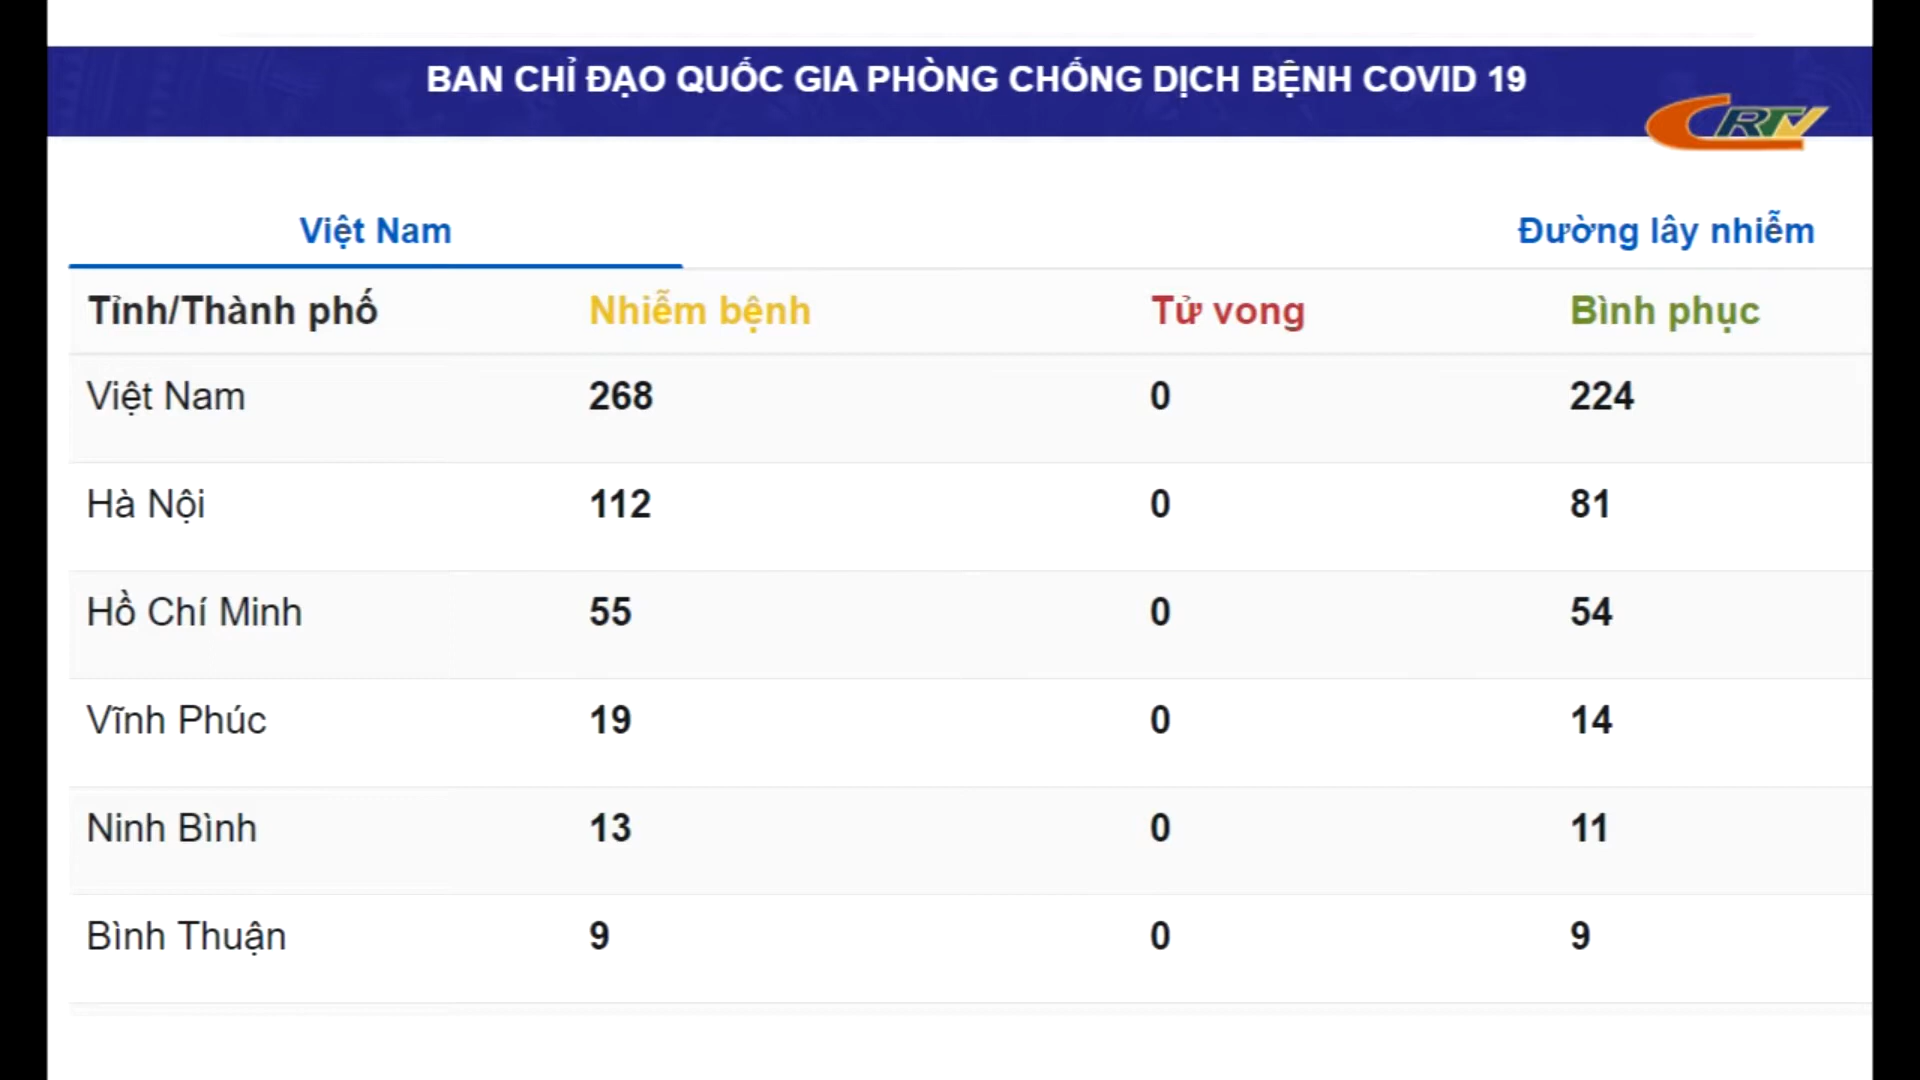 BAN CHỈ ĐẠO QUỐC GIA PHÒNG CHỐNG DỊCH BỆNH COVID 19
CRTV
Việt Nam Đường lây nhiễm
Tỉnh/Thành phố Nhiễm bệnh Tử vong Bình phục
Việt Nam 268 0 224
Hà Nội 112 0 81
Hồ Chí Minh 55 0 54
Vĩnh Phúc 19 0 14
Ninh Bình 13 0 11
Bình Thuận 9 0 9